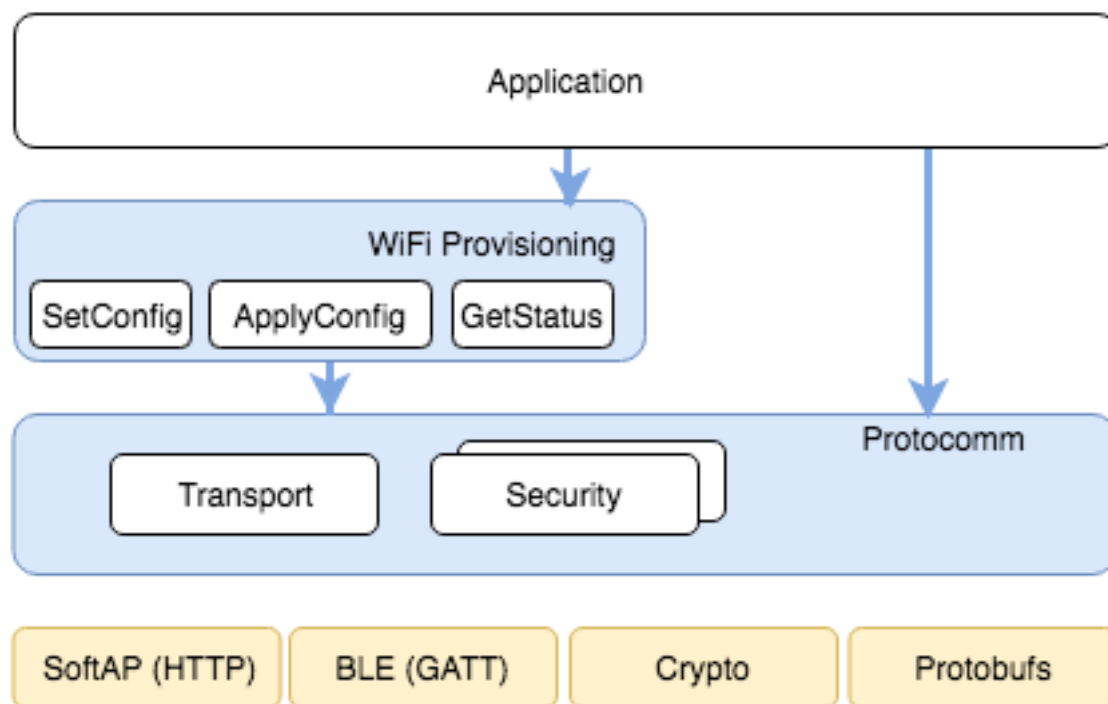 Application
WiFi Provisioning
SetConfig
ApplyConfig
GetStatus
Protocomm
Transport
Security
SoftAP (HTTP)
BLE (GATT)
Crypto
Protobufs